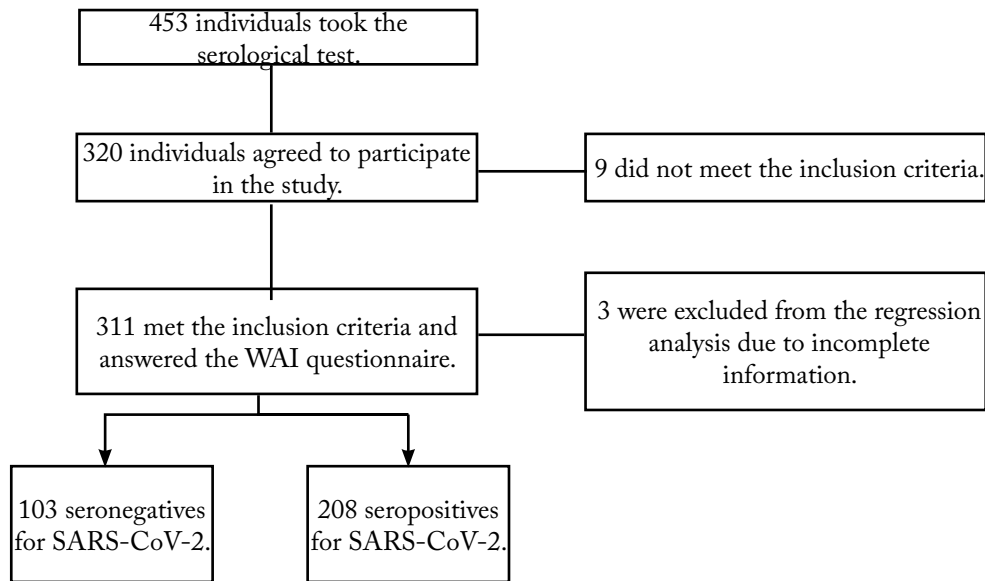 453 individuals took the
serological test.
320 individuals agreed to participate
in the study.
9 did not meet the inclusion criteria.
311 met the inclusion criteria and
answered the WAI questionnaire.
3 were excluded from the regression
analysis due to incomplete
information.
103 seronegatives
for SARS-CoV-2.
208 seropositives
for SARS-CoV-2.